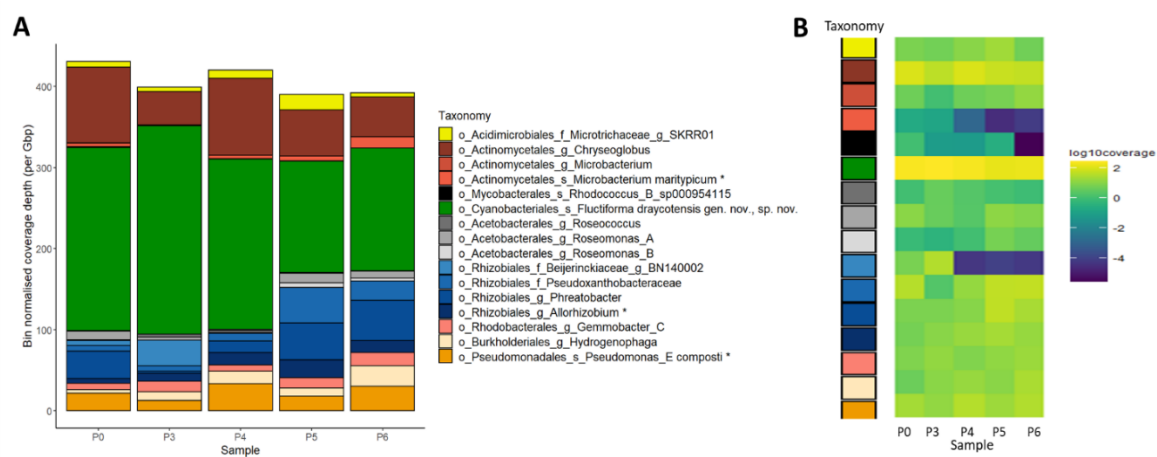 A
Bin normalised coverage depth (per Gbp)
400
300
200
100
0
P0 P3 P4 P5 P6
Sample
Taxonomy
o_Acidimicrobiales_f_Microtrichaceae_g_SKRR01
o_Actinomycetales_g_Chryseoglobus
o_Actinomycetales_g_Microbacterium
o_Actinomycetales_s_Microbacterium maritypicum *
o_Mycobacterales_s_Rhodococcus_B_sp000954115
o_Cyanobacteriales_s_Fluctiforma draycotensis gen. nov., sp. nov.
o_Acetobacterales_g_Roseococcus
o_Acetobacterales_g_Roseomonas_A
o_Acetobacterales_g_Roseomonas_B
o_Rhizobiales_f_Beijerinckiaceae_g_BN140002
o_Rhizobiales_f_Pseudoxanthobacteraceae
o_Rhizobiales_g_Phreatobacter
o_Rhizobiales_g_Allorhizobium *
o_Rhodobacterales_g_Gemmobacter_C
o_Burkholderiales_g_Hydrogenophaga
o_Pseudomonadales_s_Pseudomonas_E composti *
B
Taxonomy
P0 P3 P4 P5 P6
Sample
log10coverage
2
0
-2
-4